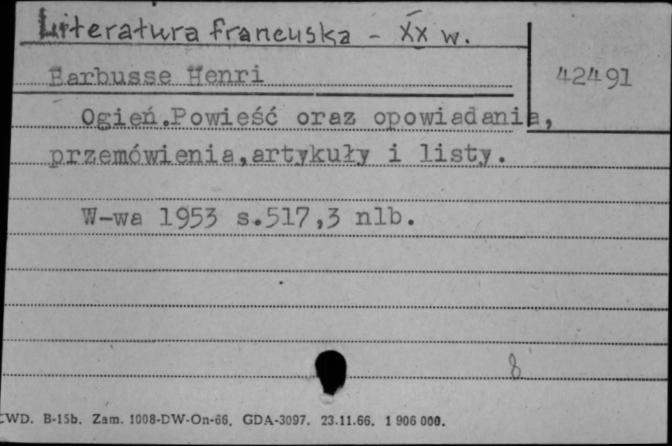 Literatura francuska - XX w.
Barbusse Henri
42491
Ogień.Powieść oraz opowiadania,
przemówienia,artykuły i listy.
W-wa 1953 s.517,3 nlb.
8
CWD. B-15b. Zam. 1008-DW-On-66. GDA-3097. 23.11.66. 1 906 000.